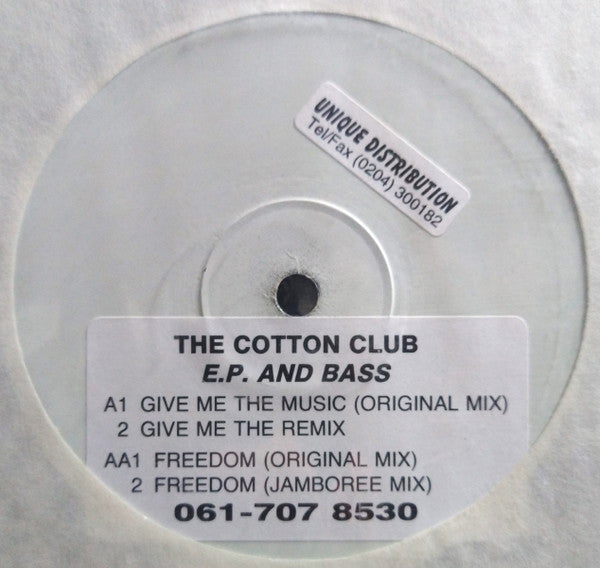 UNIQUE DISTRIBUTION
Tel/Fax (0204) 300182
THE COTTON CLUB
E.P. AND BASS
A1 GIVE ME THE MUSIC (ORIGINAL MIX)
2 GIVE ME THE REMIX
AA1 FREEDOM (ORIGINAL MIX)
2 FREEDOM (JAMBOREE MIX)
061-707 8530